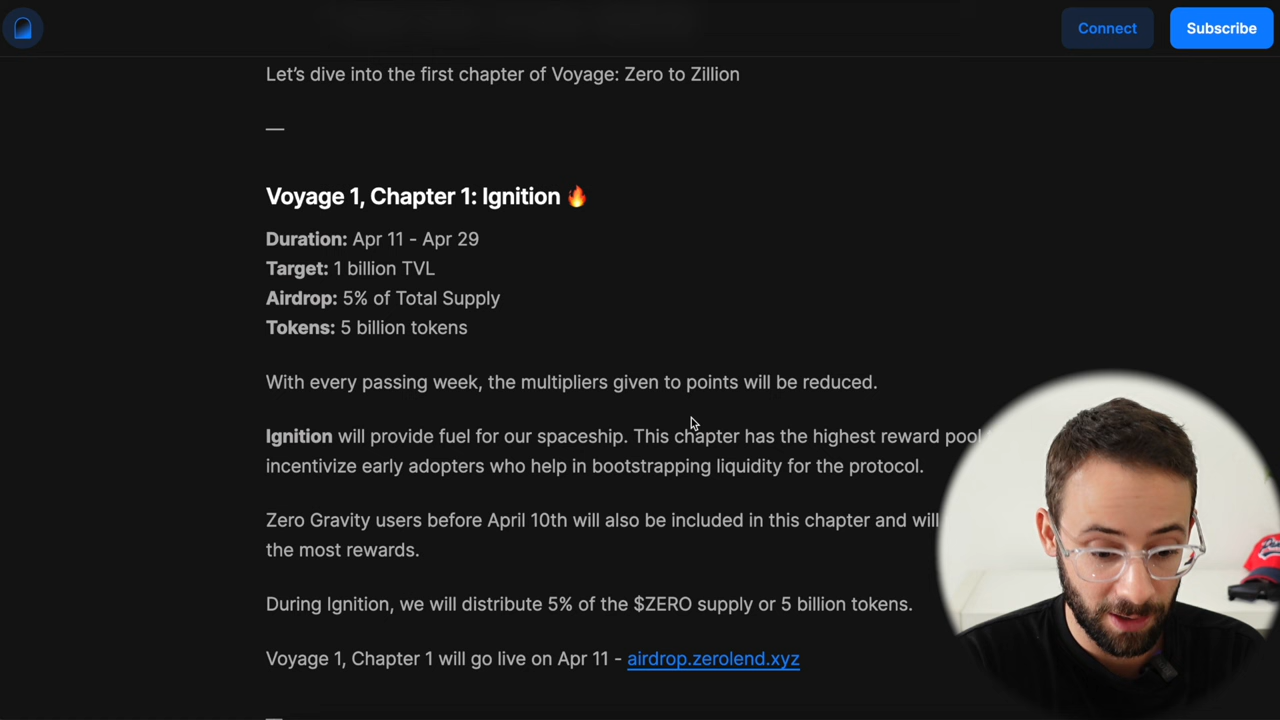 Connect
Subscribe
Let’s dive into the first chapter of Voyage: Zero to Zillion
—
Voyage 1, Chapter 1: Ignition 🔥
Duration: Apr 11 - Apr 29
Target: 1 billion TVL
Airdrop: 5% of Total Supply
Tokens: 5 billion tokens
With every passing week, the multipliers given to points will be reduced.
Ignition will provide fuel for our spaceship. This chapter has the highest reward pool
incentivize early adopters who help in bootstrapping liquidity for the protocol.
Zero Gravity users before April 10th will also be included in this chapter and will
the most rewards.
During Ignition, we will distribute 5% of the $ZERO supply or 5 billion tokens.
Voyage 1, Chapter 1 will go live on Apr 11 - airdrop.zerolend.xyz
—